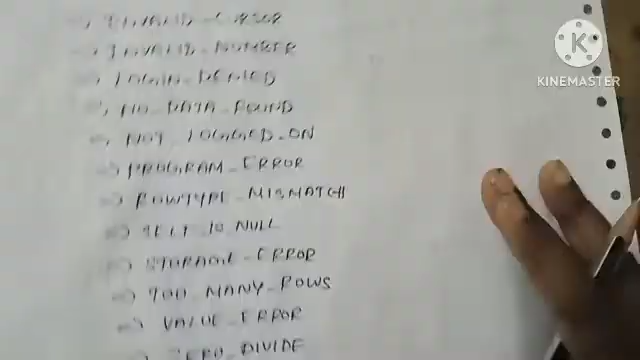 => INVALID_CURSOR
=> INVALID_NUMBER
=> LOGIN_DENIED
=> NO_DATA_FOUND
=> NOT_LOGGED_ON
=> PROGRAM_ERROR
=> ROWTYPE_MISMATCH
=> SELF_IS_NULL
=> STORAGE_ERROR
=> TOO_MANY_ROWS
=> VALUE_ERROR
=> ZERO_DIVIDE
K
KINEMASTER